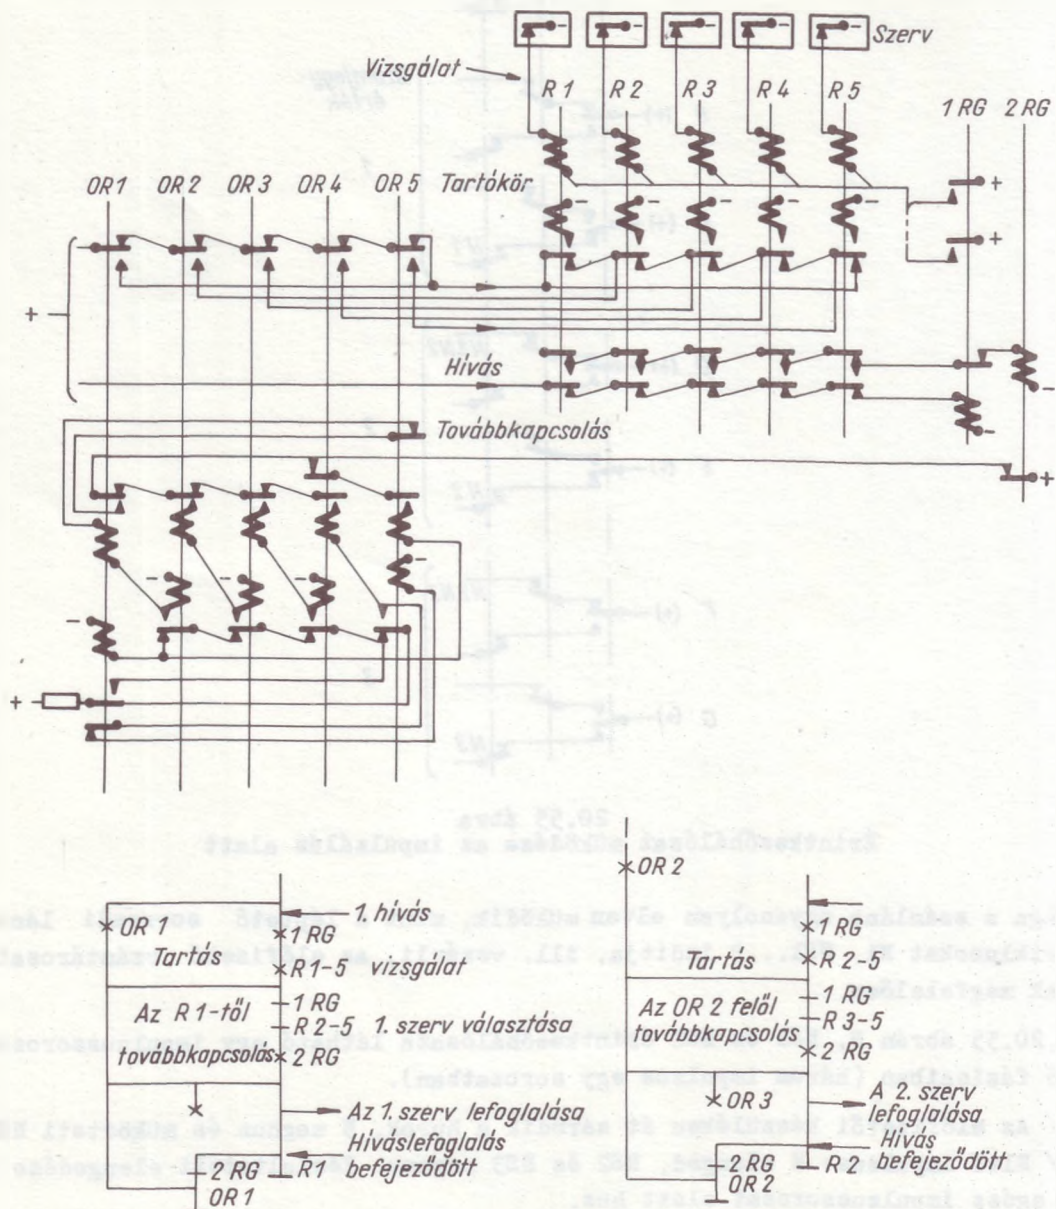 Szerv
Vizsgálat
R 1 R 2 R 3 R 4 R 5
1 RG 2 RG
OR 1 OR 2 OR 3 OR 4 OR 5 Tartókör
Hívás
Továbbkapcsolás
OR 2
1. hívás
OR 1
1 RG
1 RG
Tartás
R 1-5 vizsgálat
Tartás
R 2-5
Az R 1-től
továbbkapcsolás
1 RG
R 2-5 1. szerv választása
2 RG
Az OR 2 felől
továbbkapcsolás
1 RG
R 3-5
2 RG
Az 1. szerv lefoglalása
OR 3
A 2. szerv
lefoglalása
Híváslefoglalás
befejeződött
2 RG R 1
OR 1
Hívás
befejeződött
2 RG R 2
OR 2